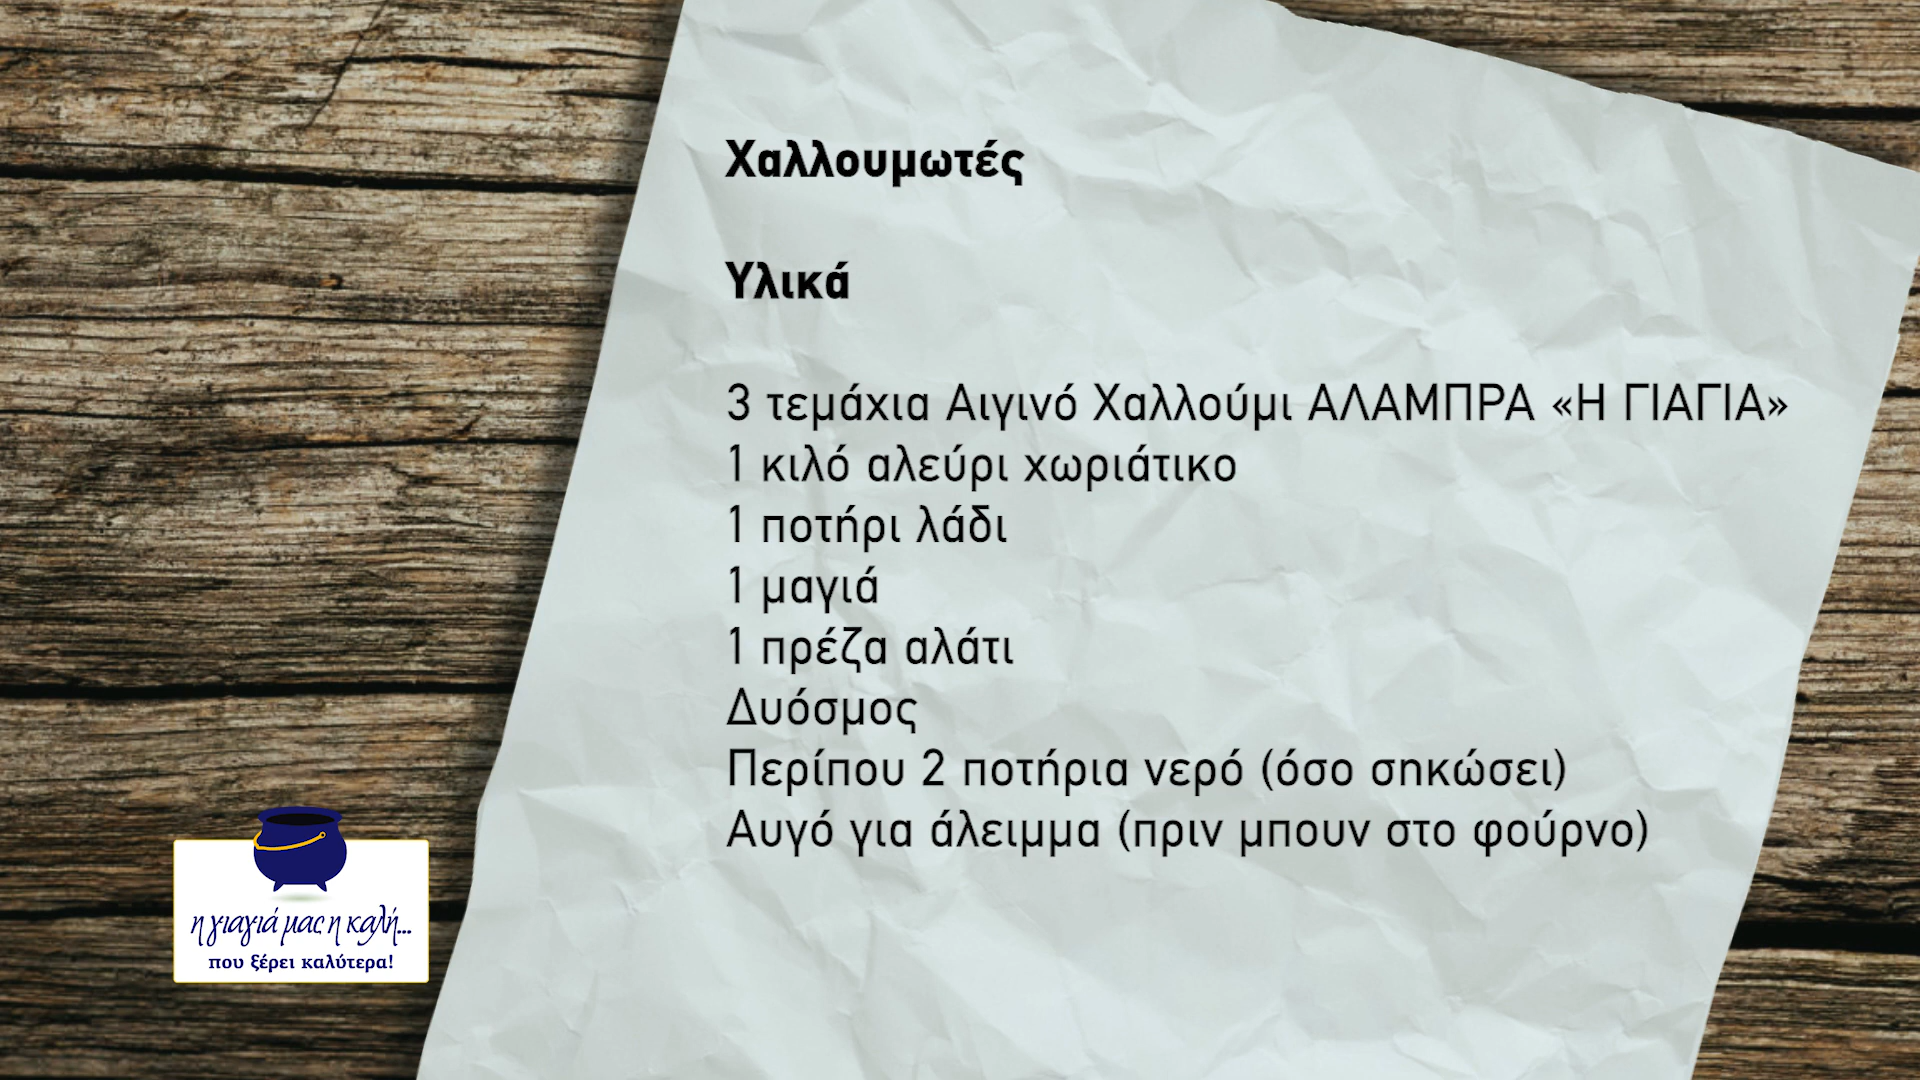 Χαλλουμωτές
Υλικά
3 τεμάχια Αιγινό Χαλλούμι ΑΛΑΜΠΡΑ «Η ΓΙΑΓΙΑ»
1 κιλό αλεύρι χωριάτικο
1 ποτήρι λάδι
1 μαγιά
1 πρέζα αλάτι
Δυόσμος
Περίπου 2 ποτήρια νερό (όσο σηκώσει)
Αυγό για άλειμμα (πριν μπουν στο φούρνο)
η γιαγιά μας η καλή...
που ξέρει καλύτερα!